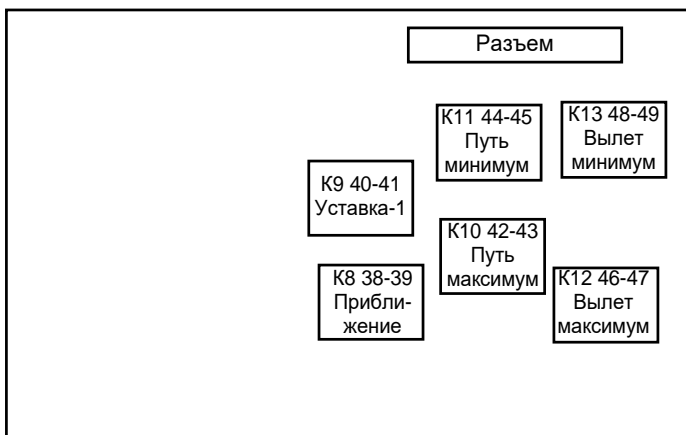 Разъем
К11 44-45
Путь
минимум
К13 48-49
Вылет
минимум
К9 40-41
Уставка-1
К10 42-43
Путь
максимум
К8 38-39
Прибли-
жение
К12 46-47
Вылет
максимум